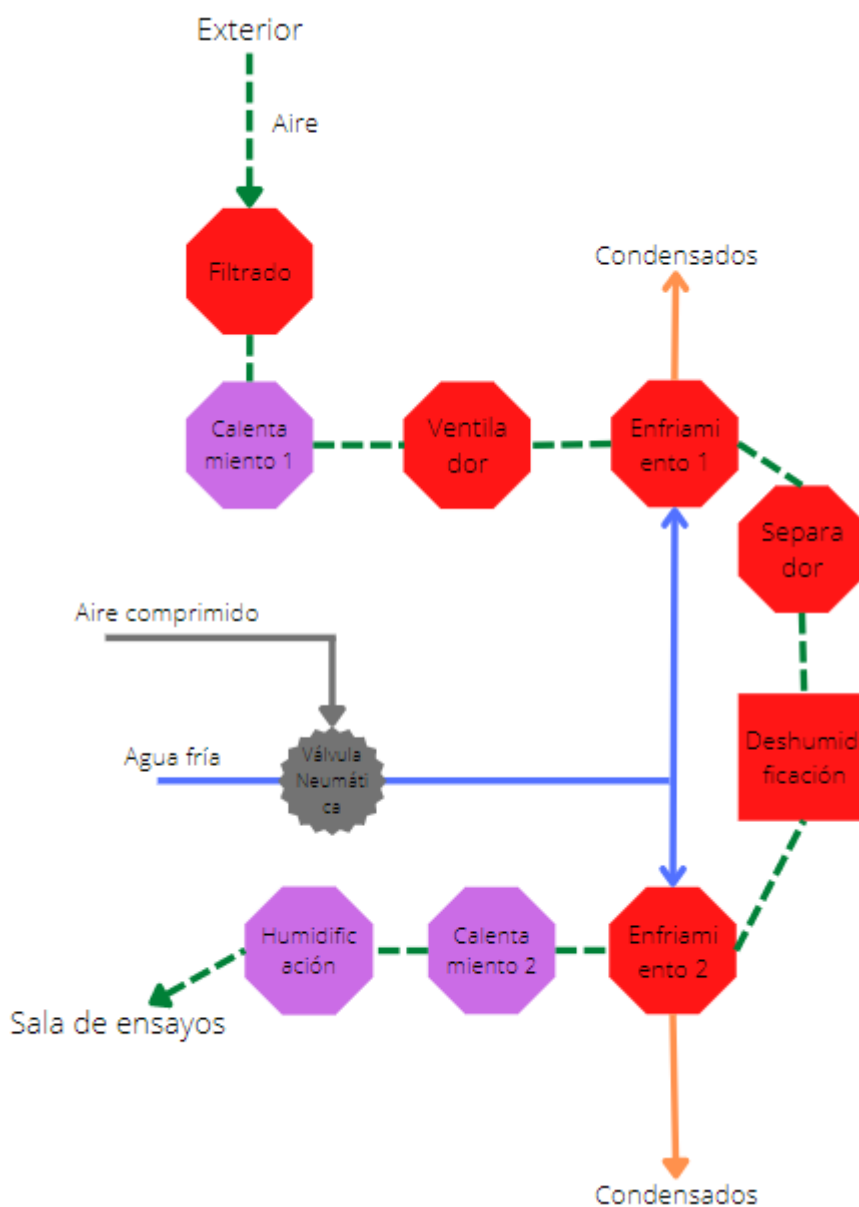 Exterior
Aire
Filtrado
Condensados
Calenta
miento 1
Ventila
dor
Enfriami
ento 1
Separa
dor
Aire comprimido
Agua fría
Válvula
Neumáti
ca
Deshumid
ficación
Humidific
ación
Calenta
miento 2
Enfriami
ento 2
Sala de ensayos
Condensados